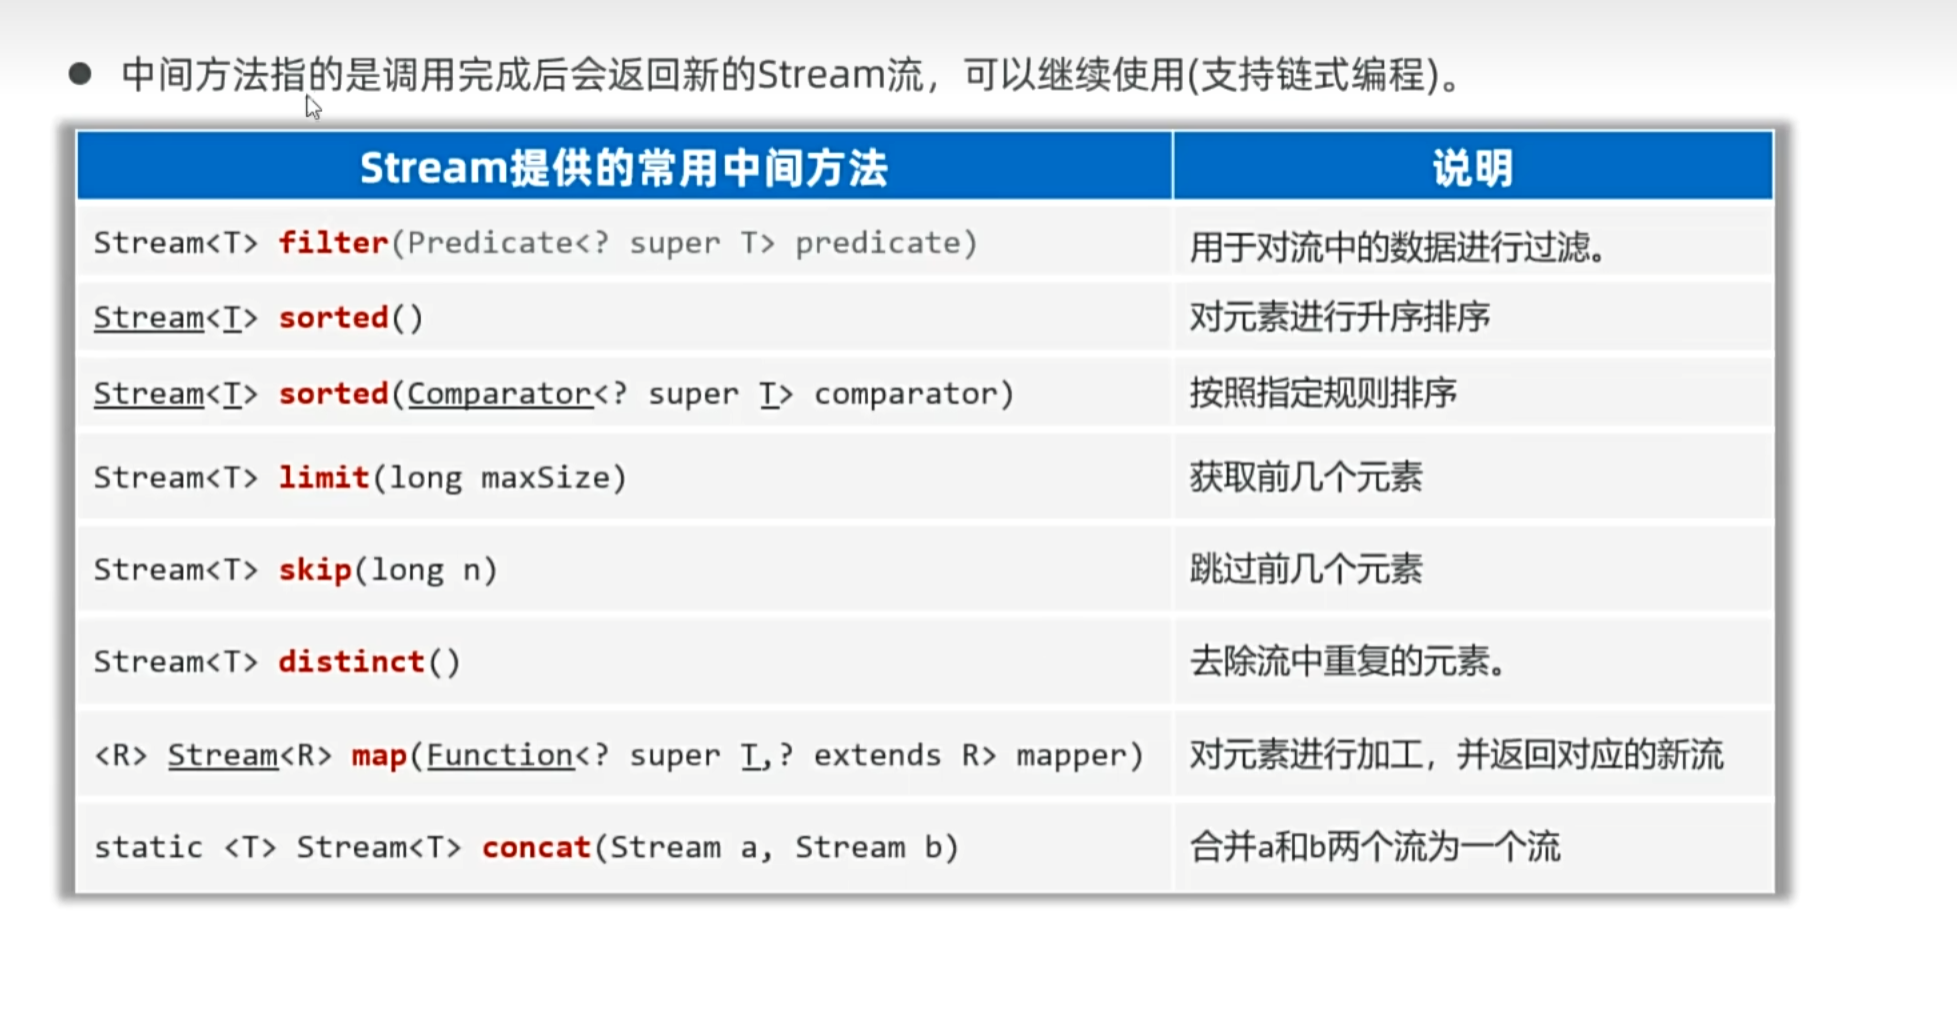 中间方法指的是调用完成后会返回新的Stream流，可以继续使用(支持链式编程)。
Stream提供的常用中间方法 说明
Stream<T> filter(Predicate<? super T> predicate) 用于对流中的数据进行过滤。
Stream<T> sorted() 对元素进行升序排序
Stream<T> sorted(Comparator<? super T> comparator) 按照指定规则排序
Stream<T> limit(long maxSize) 获取前几个元素
Stream<T> skip(long n) 跳过前几个元素
Stream<T> distinct() 去除流中重复的元素。
<R> Stream<R> map(Function<? super T,? extends R> mapper) 对元素进行加工，并返回对应的新流
static <T> Stream<T> concat(Stream a, Stream b) 合并a和b两个流为一个流